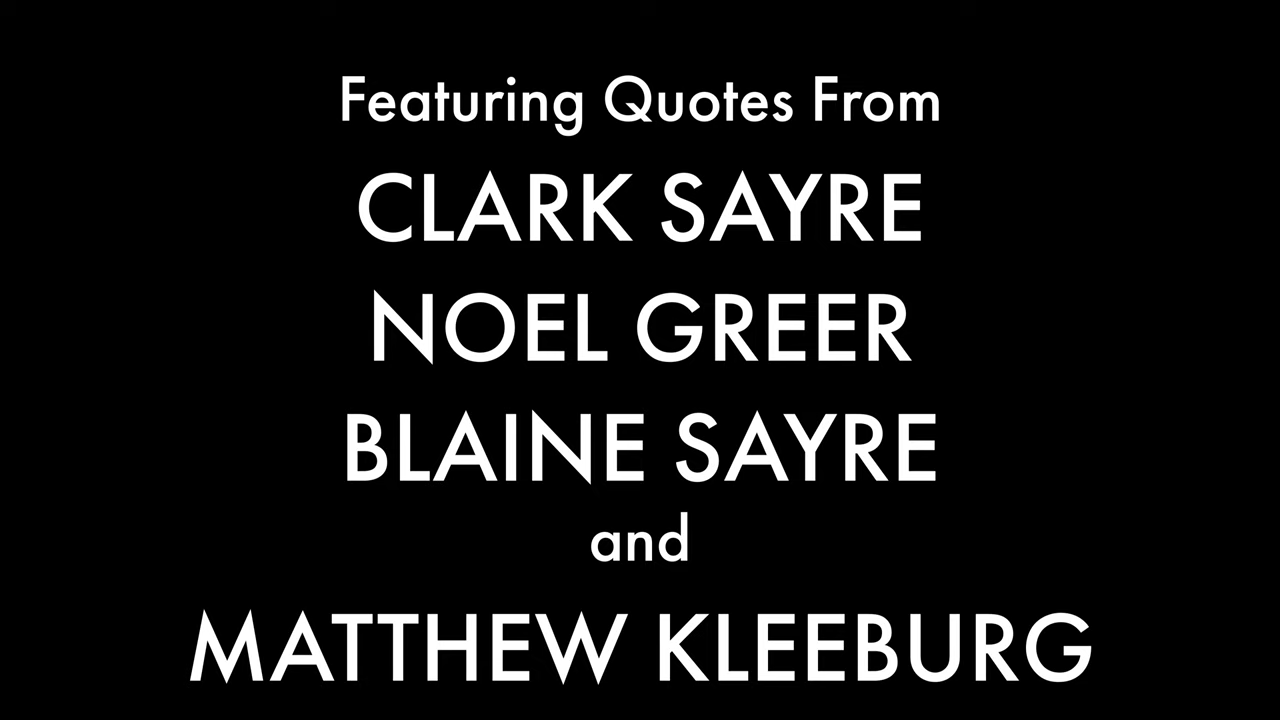 Featuring Quotes From
CLARK SAYRE
NOEL GREER
BLAINE SAYRE
and
MATTHEW KLEEBURG